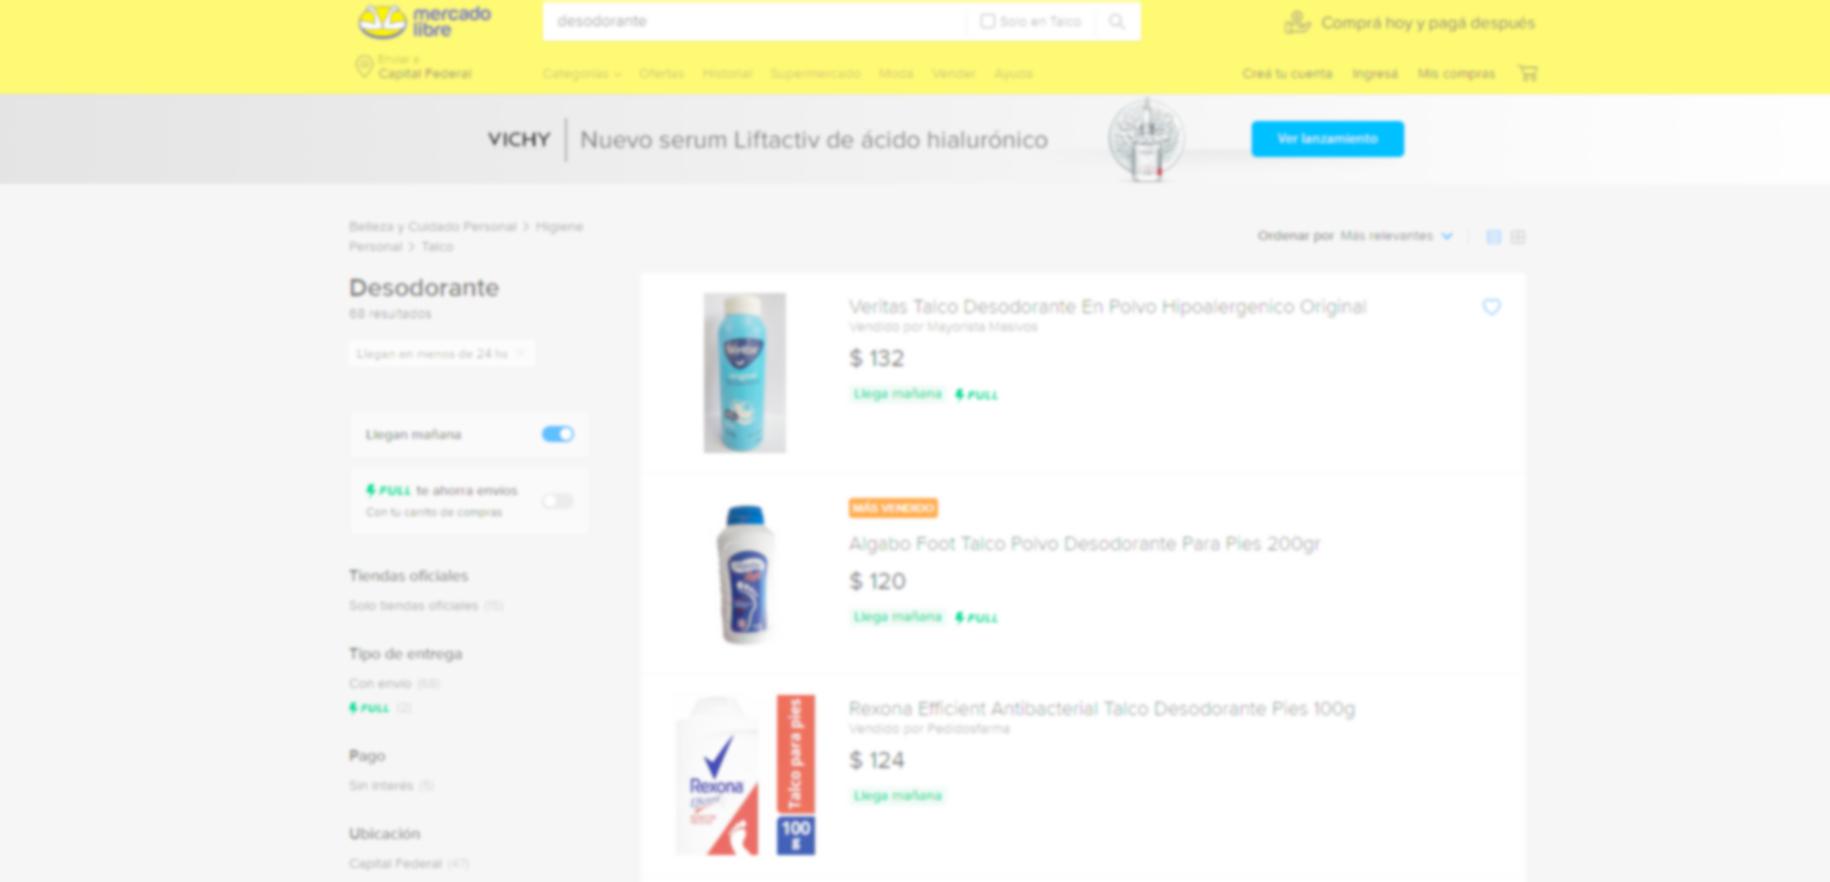 mercado
libre
desodorante
Solo en Talco
Comprá hoy y pagá después
Enviar a
Capital Federal
Categorías
Ofertas
Historial
Supermercado
Moda
Vender
Ayuda
Creá tu cuenta
Ingresá
Mis compras
VICHY
Nuevo serum Liftactiv de ácido hialurónico
Ver lanzamiento
Belleza y Cuidado Personal > Higiene
Personal > Talco
Ordenar por Más relevantes
Desodorante
68 resultados
Llegan en menos de 24 hs
Llegan mañana
FULL te ahorra envíos
Con tu carrito de compras
Tiendas oficiales
Solo tiendas oficiales (15)
Tipo de entrega
Con envío (68)
FULL (2)
Pago
Sin interés (5)
Ubicación
Capital Federal (47)
Veritas Talco Desodorante En Polvo Hipoalergenico Original
Vendido por Mayorista Masivos
$ 132
Llega mañana FULL
MÁS VENDIDO
Algabo Foot Talco Polvo Desodorante Para Pies 200gr
$ 120
Llega mañana FULL
Rexona
Talco para pies
100
g
Rexona Efficient Antibacterial Talco Desodorante Pies 100g
Vendido por Pedidosfarma
$ 124
Llega mañana